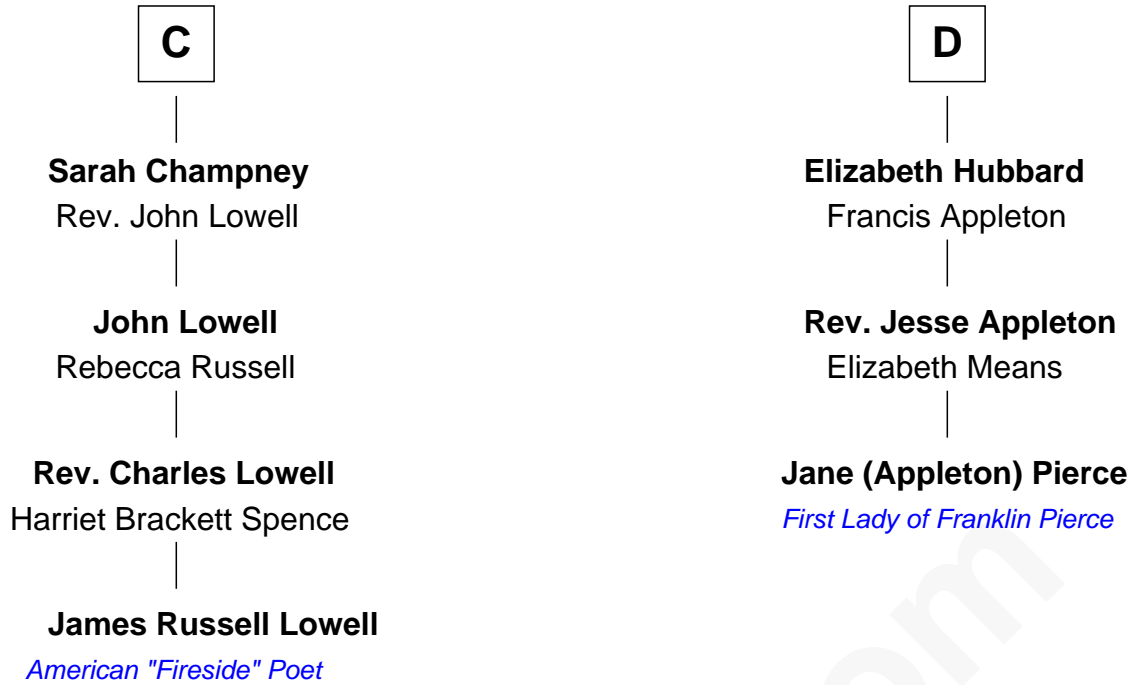 C
Sarah Champney
Rev. John Lowell
John Lowell
Rebecca Russell
Rev. Charles Lowell
Harriet Brackett Spence
James Russell Lowell
American "Fireside" Poet
D
Elizabeth Hubbard
Francis Appleton
Rev. Jesse Appleton
Elizabeth Means
Jane (Appleton) Pierce
First Lady of Franklin Pierce
om